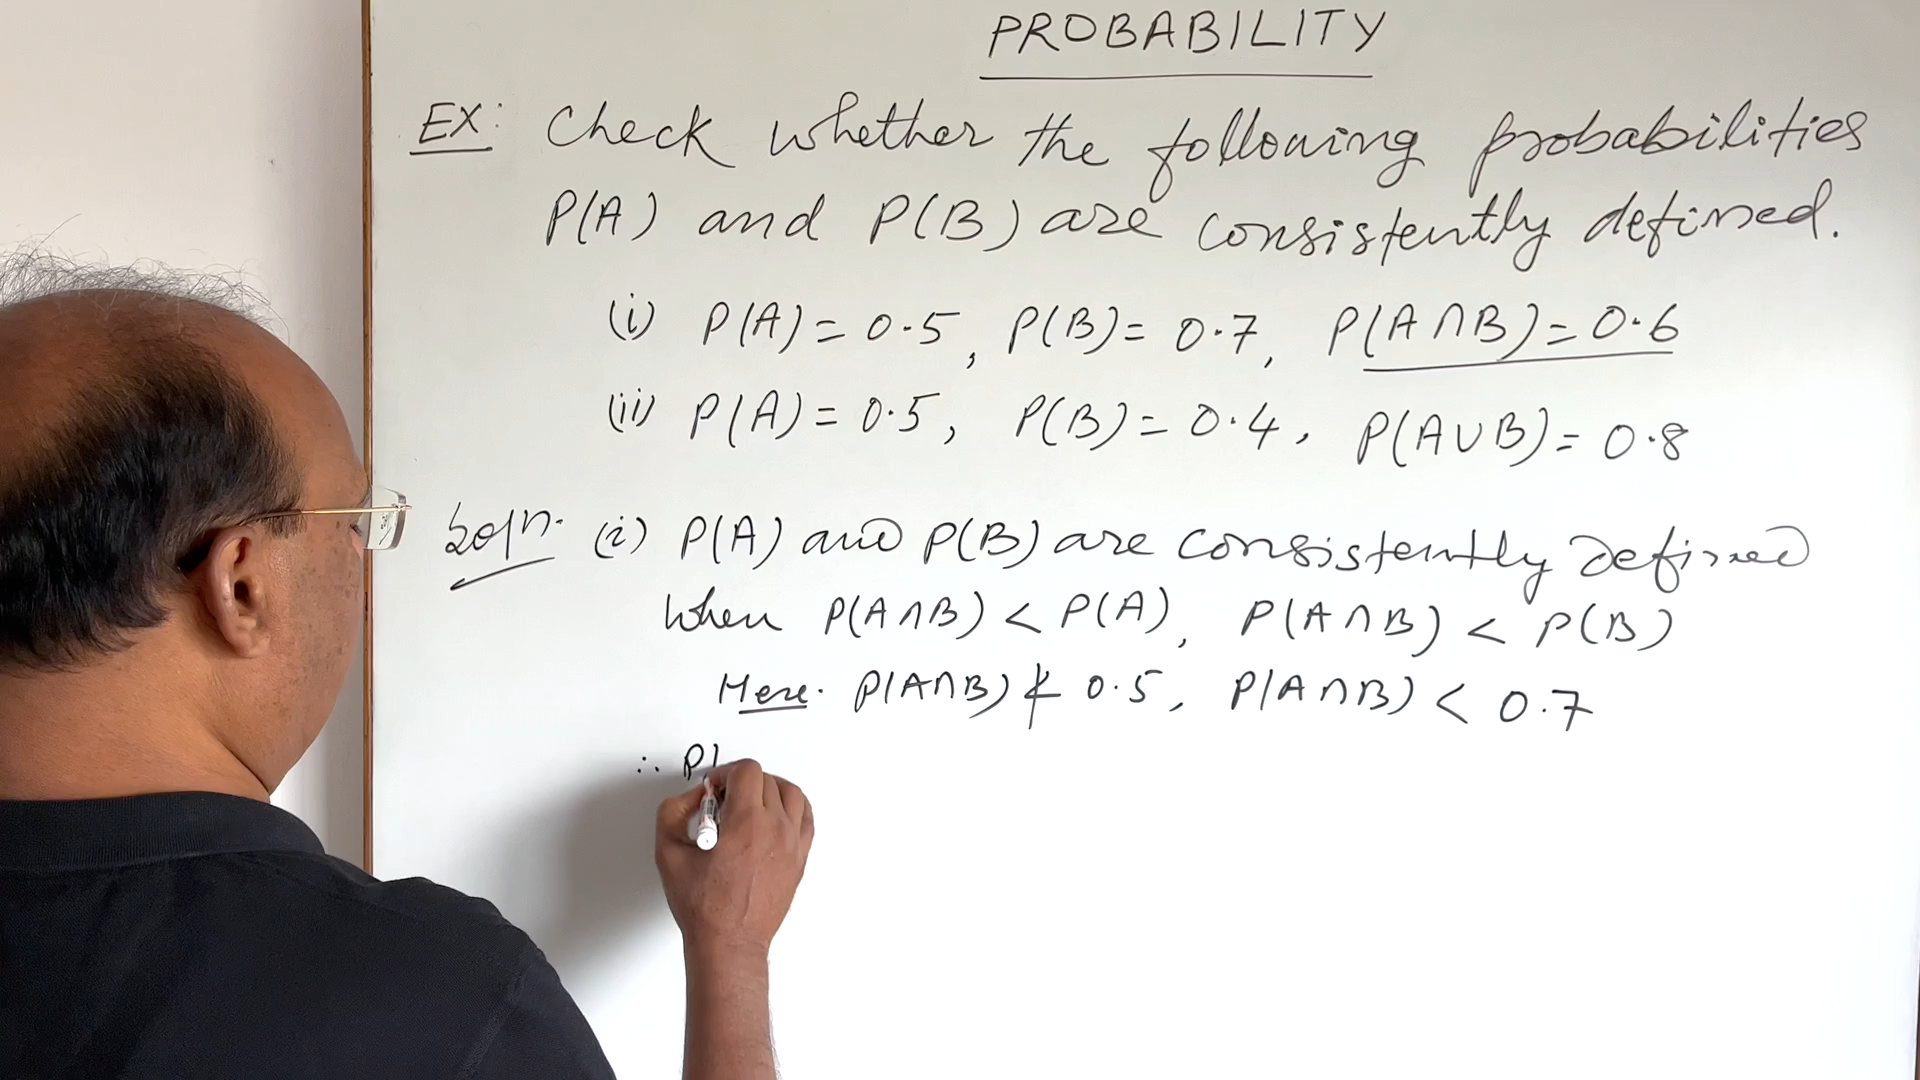 PROBABILITY
EX: Check whether the following probabilities
P(A) and P(B) are consistently defined.
(i) P(A) = 0.5, P(B) = 0.7, P(A∩B) = 0.6
(ii) P(A) = 0.5, P(B) = 0.4, P(A∪B) = 0.8
Soln. (i) P(A) and P(B) are consistently defined
when P(A∩B) < P(A), P(A∩B) < P(B)
Here. P(A∩B) ≮ 0.5, P(A∩B) < 0.7
∴ P(